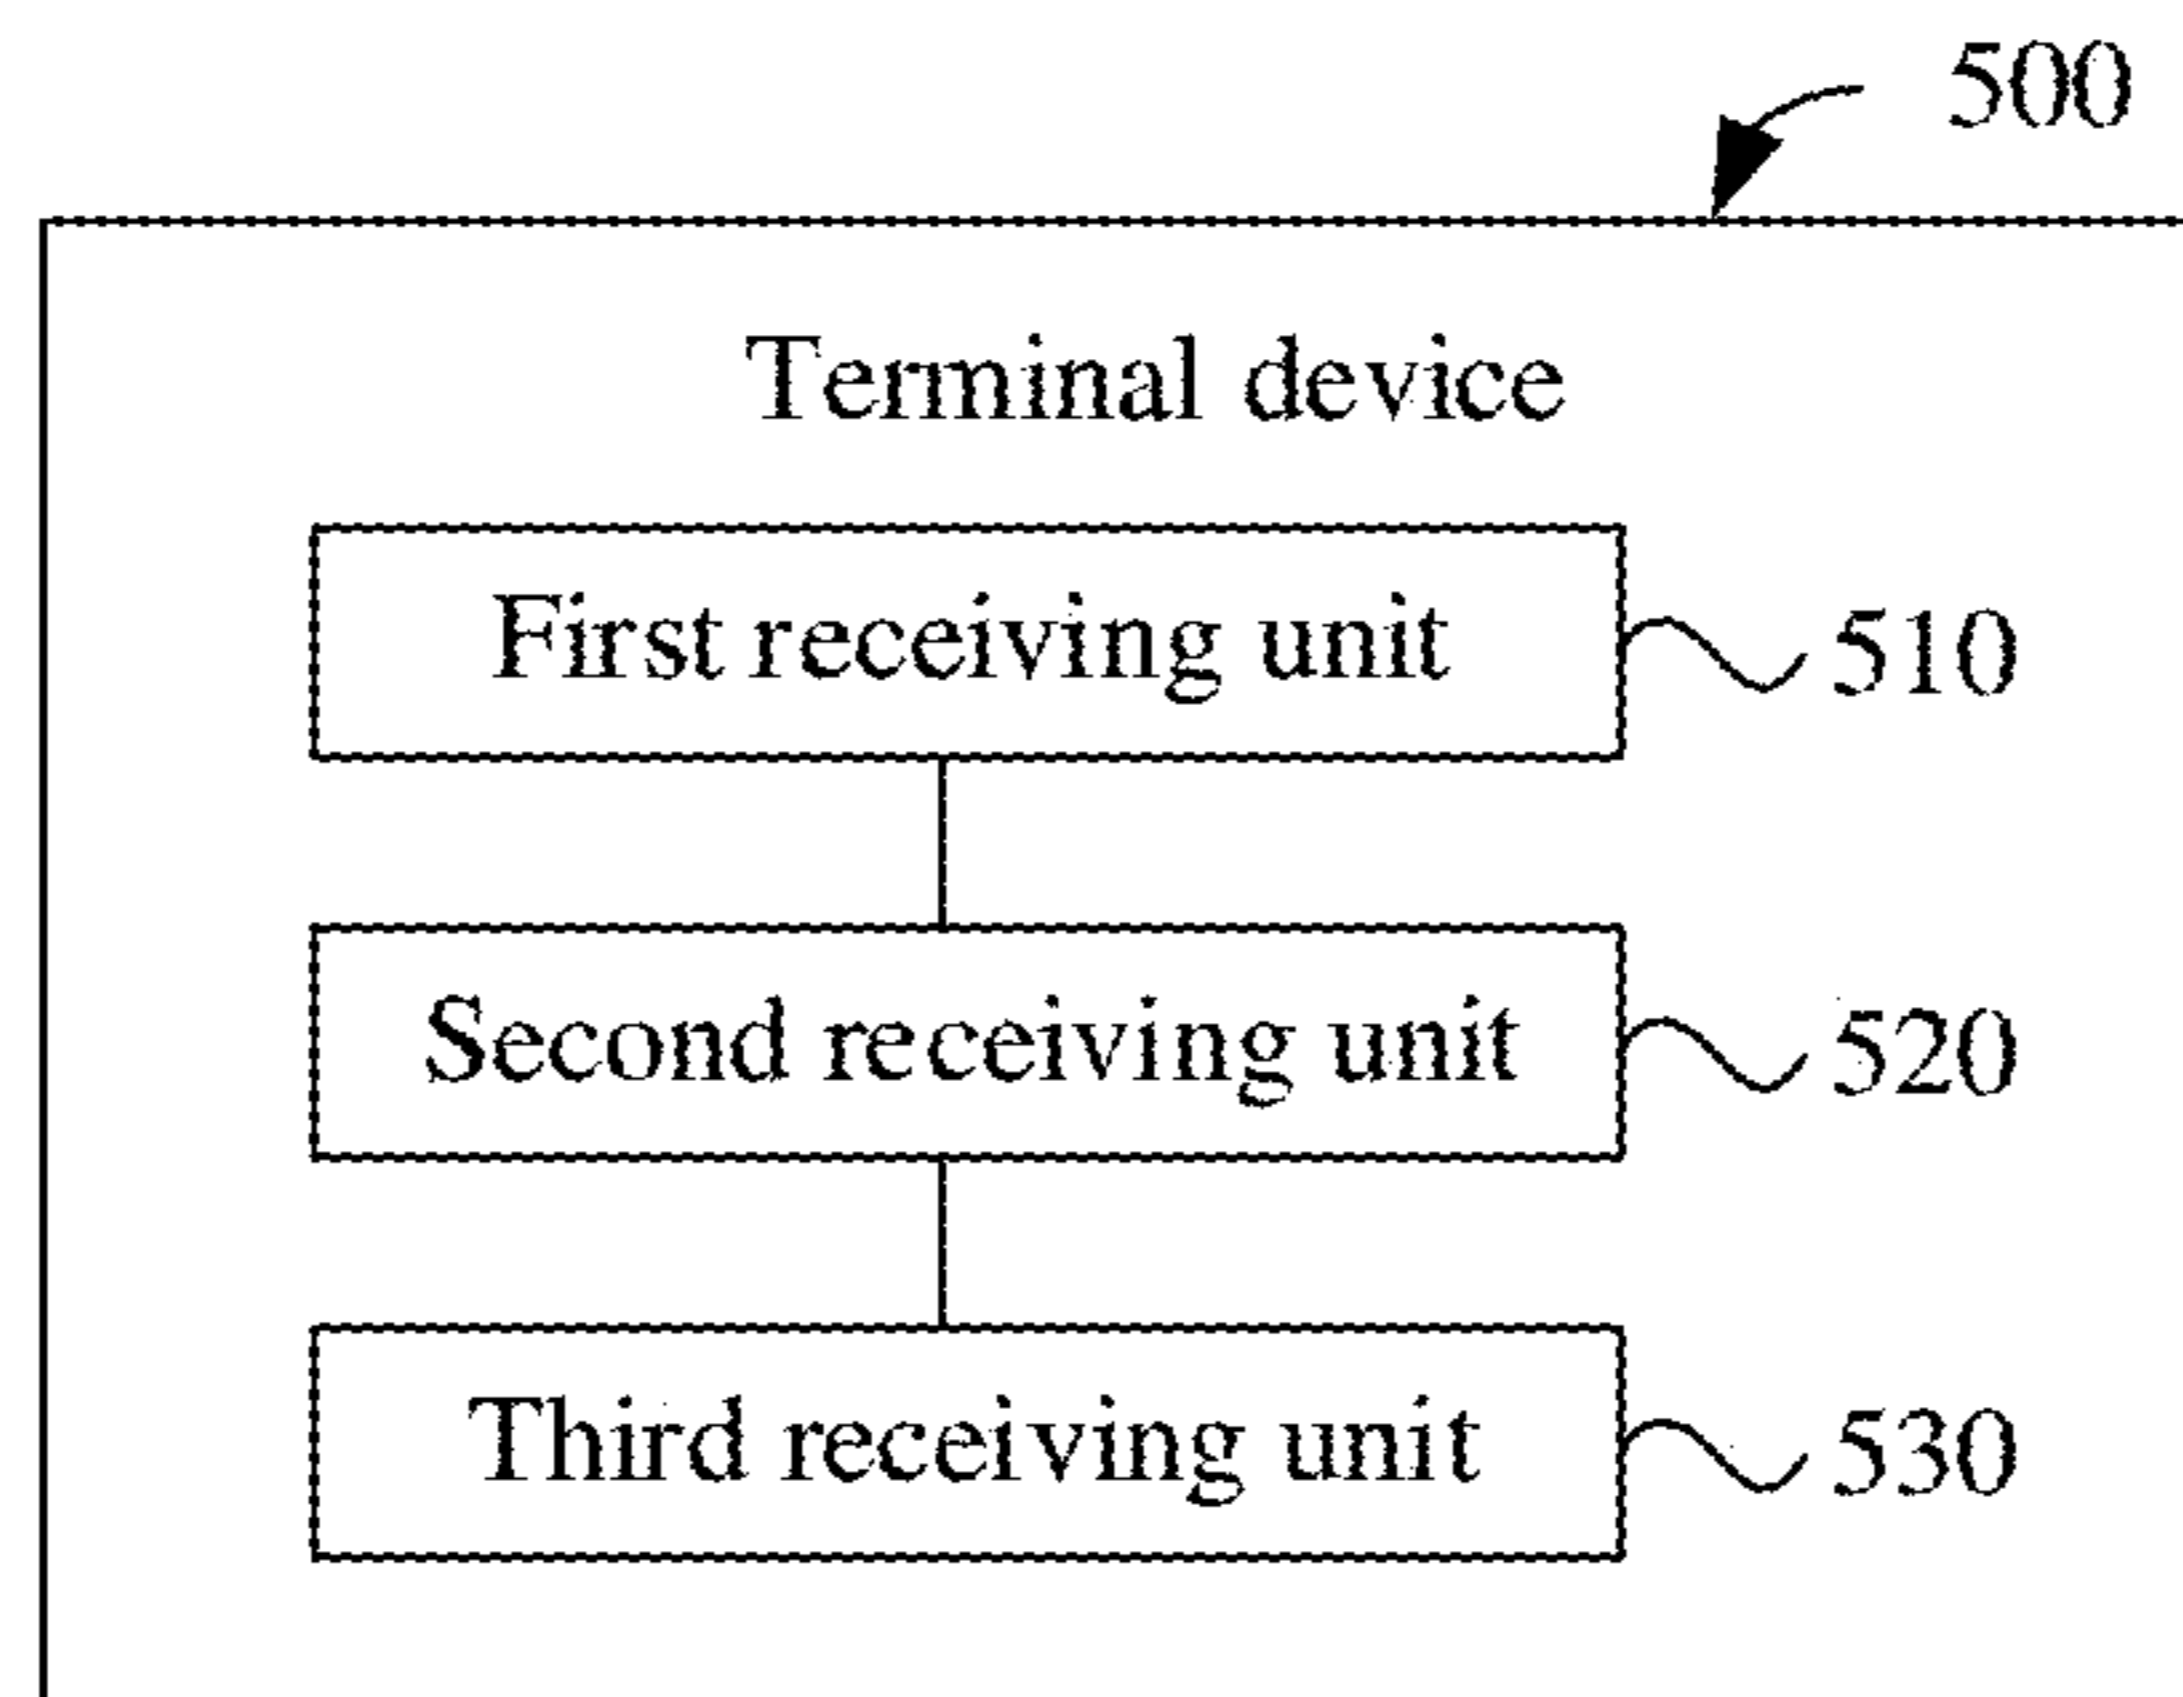 500
Terminal device
First receiving unit 510
Second receiving unit 520
Third receiving unit 530